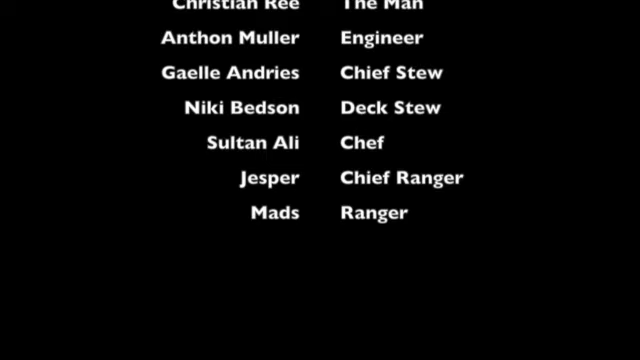 Christian Ree The Man
Anthon Muller Engineer
Gaelle Andries Chief Stew
Niki Bedson Deck Stew
Sultan Ali Chef
Jesper Chief Ranger
Mads Ranger